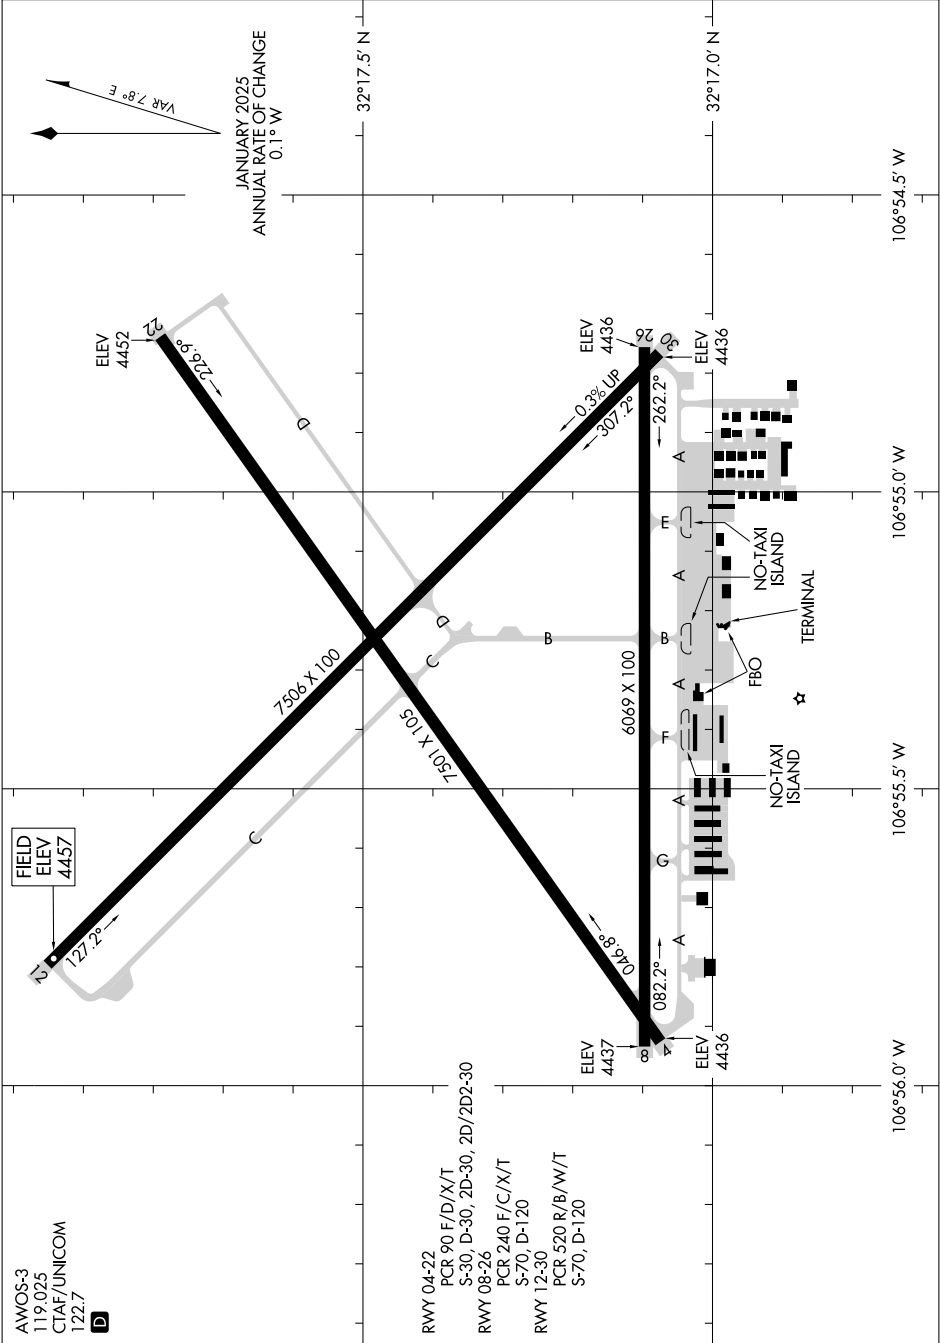 AWOS-3
119.025
CTAF/UNICOM
122.7
D
RWY 04-22
PCR 90 F/D/X/T
S-30, D-30, 2D-30, 2D/2D2-30
RWY 08-26
PCR 240 F/C/X/T
S-70, D-120
RWY 12-30
PCR 520 R/B/W/T
S-70, D-120
FIELD
ELEV
4457
12
127.2°
7506 X 100
C
C
7501 X 105
046.8°
082.2°
ELEV
4437
8
4
ELEV
4436
22
ELEV
4452
226.9°
D
D
B
0.3% UP
307.2°
262.2°
ELEV
4436
26
30
ELEV
4436
6069 X 100
A
E
A
B
A
F
A
G
A
NO-TAXI
ISLAND
TERMINAL
FBO
NO-TAXI
ISLAND
VAR 7.8° E
JANUARY 2025
ANNUAL RATE OF CHANGE
0.1° W
32°17.5' N
32°17.0' N
106°54.5' W
106°55.0' W
106°55.5' W
106°56.0' W